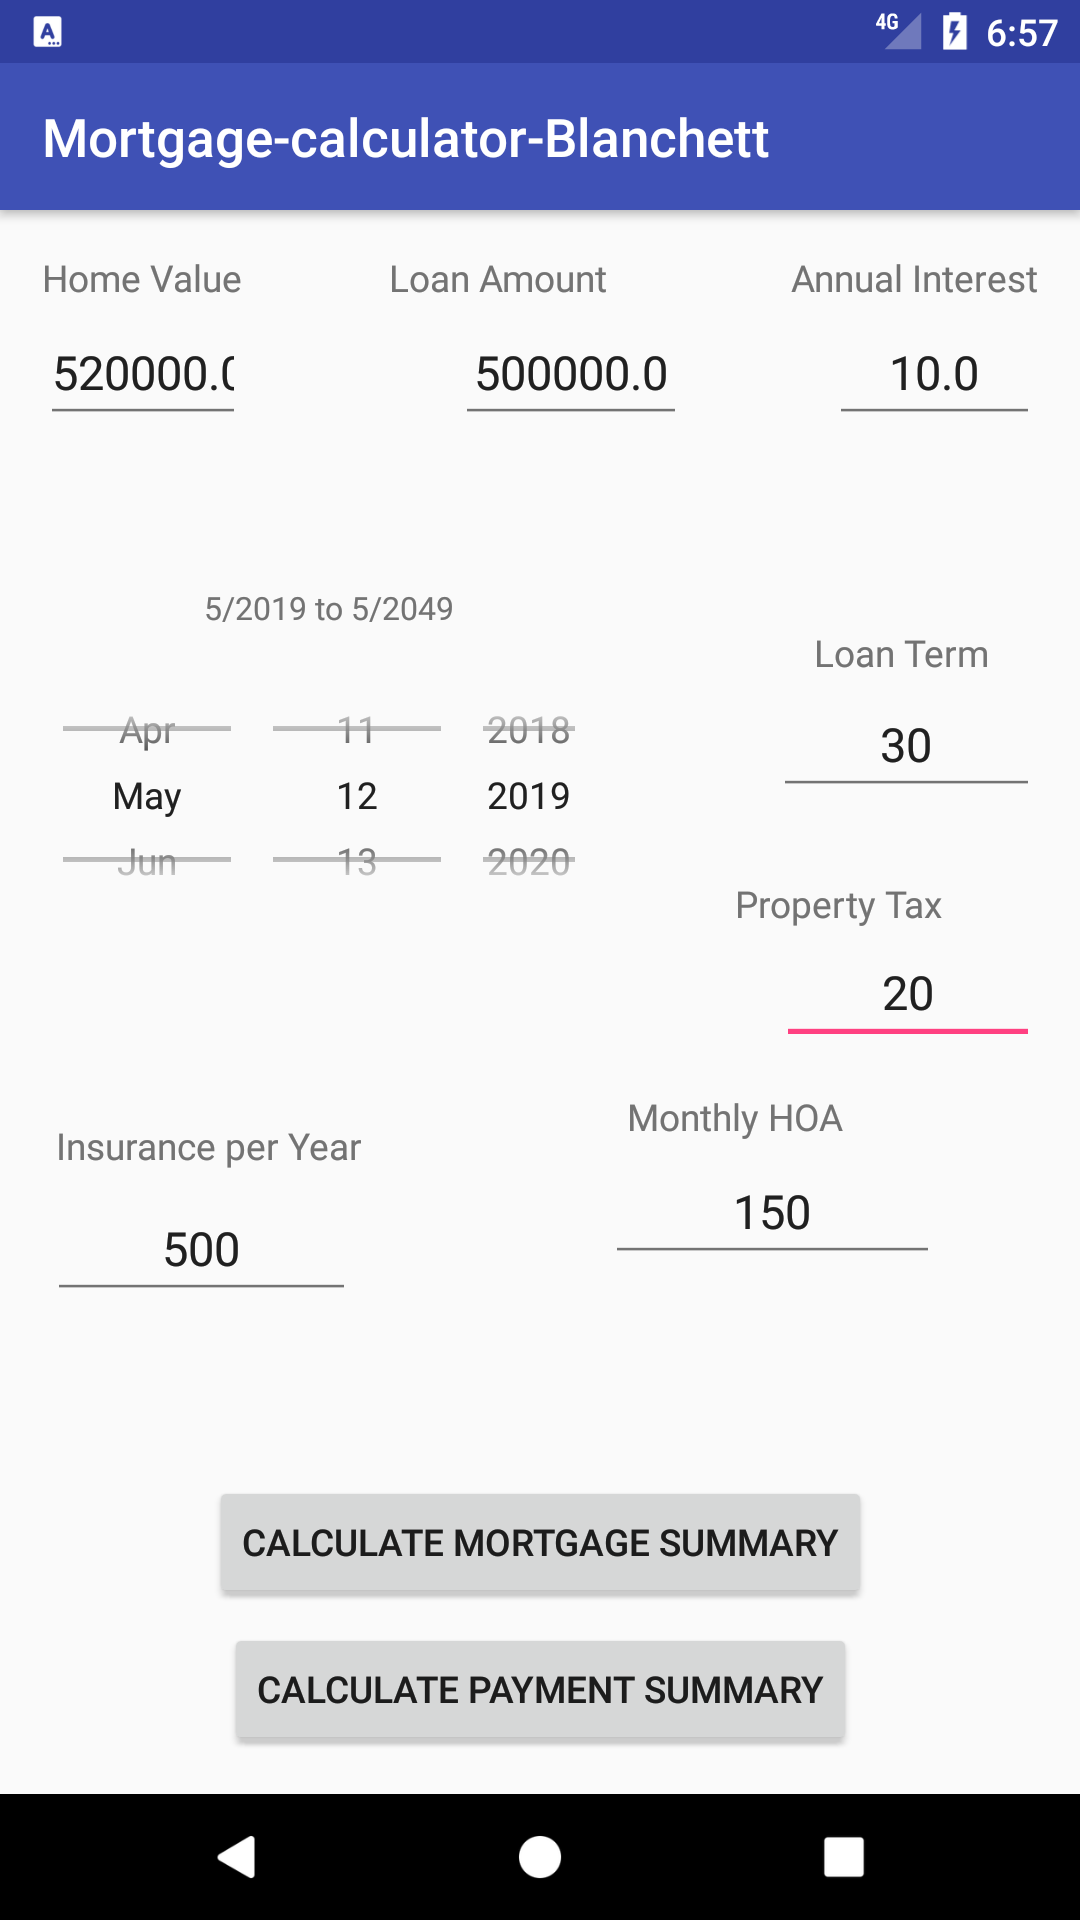 4G 6:57
Mortgage-calculator-Blanchett
Home Value Loan Amount Annual Interest
520000.0 500000.0 10.0
5/2019 to 5/2049
Loan Term
30
Apr 11 2018
May 12 2019
Jun 13 2020
Property Tax
20
Monthly HOA
150
Insurance per Year
500
CALCULATE MORTGAGE SUMMARY
CALCULATE PAYMENT SUMMARY